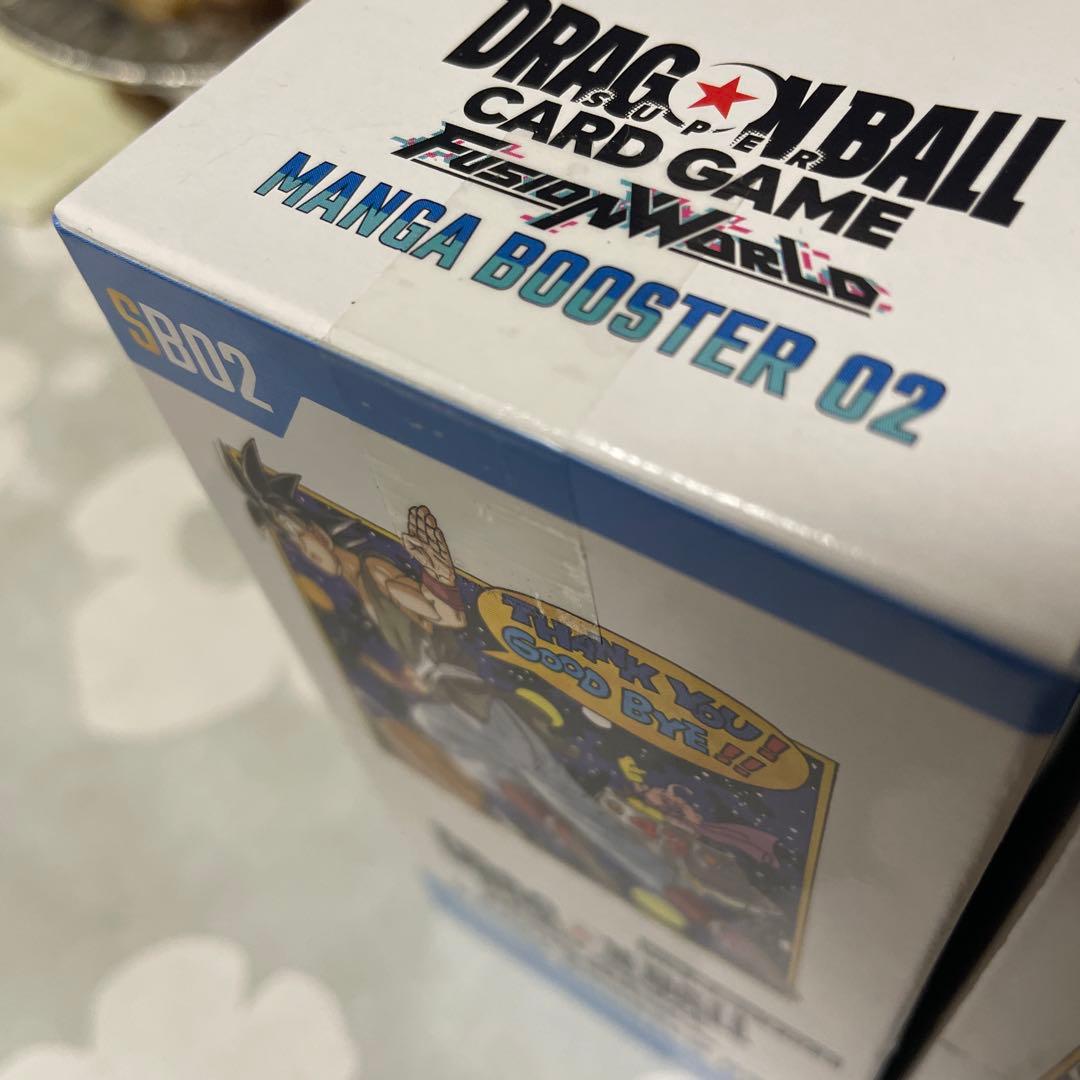 DRAGON BALL
SUPER
CARD GAME
FUSION WORLD
MANGA BOOSTER 02
SB02
THANK YOU!
GOOD BYE!!